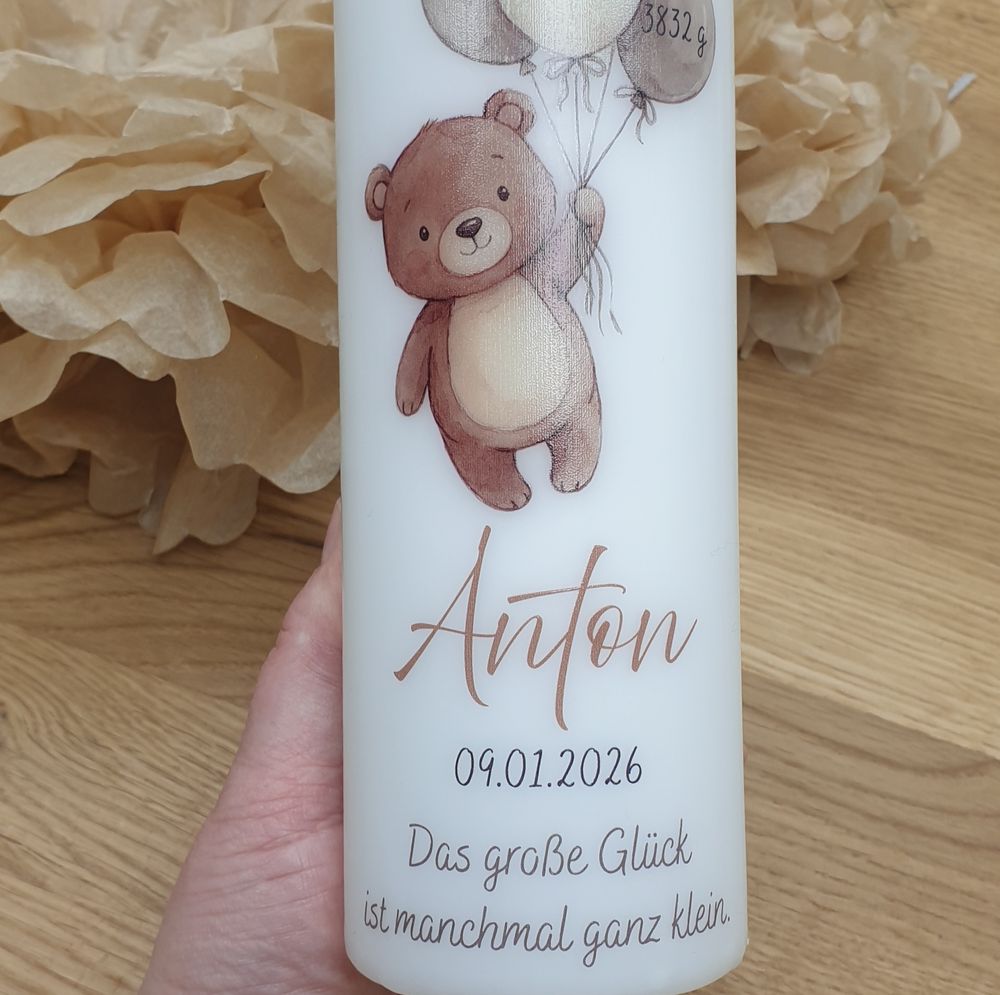 3832 g
Anton
09.01.2026
Das große Glück
ist manchmal ganz klein.